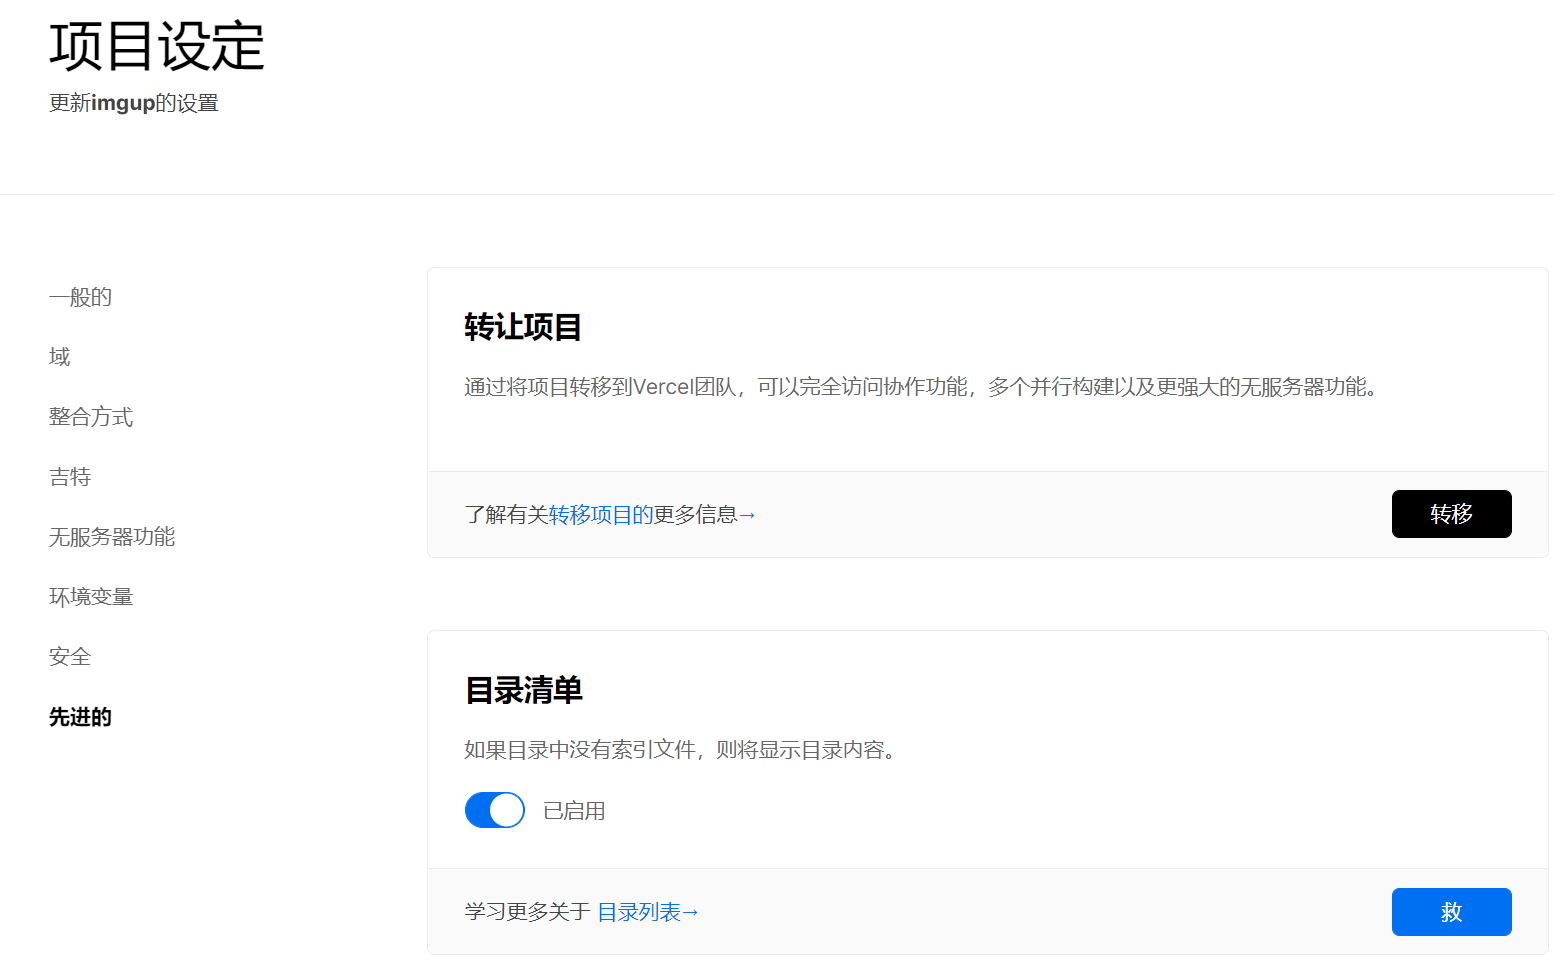 项目设定
更新imgup的设置
一般的
域
整合方式
吉特
无服务器功能
环境变量
安全
先进的
转让项目
通过将项目转移到Vercel团队，可以完全访问协作功能，多个并行构建以及更强大的无服务器功能。
了解有关转移项目的更多信息→
转移
目录清单
如果目录中没有索引文件，则将显示目录内容。
已启用
学习更多关于 目录列表→
救